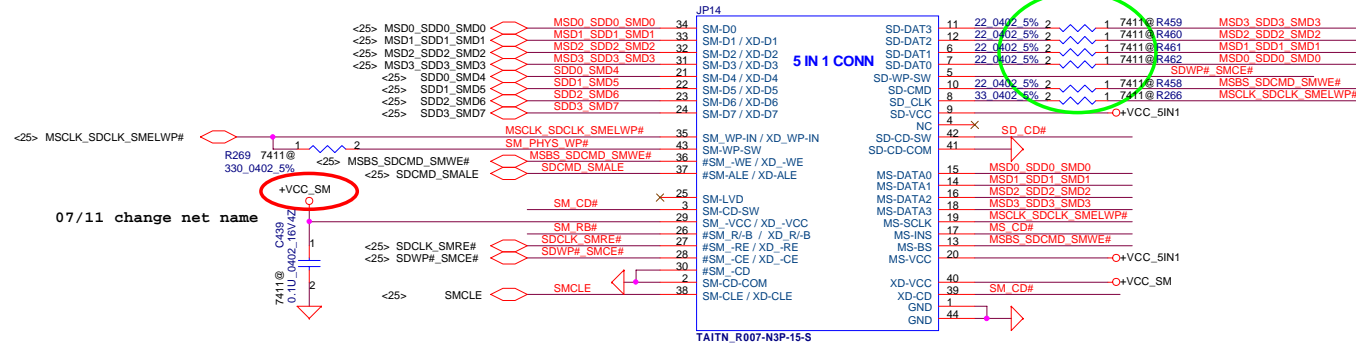 JP14
5 IN 1 CONN
<25> MSD0_SDD0_SMD0 MSD0_SDD0_SMD0 34 SM-D0
<25> MSD1_SDD1_SMD1 MSD1_SDD1_SMD1 33 SM-D1 / XD-D1
<25> MSD2_SDD2_SMD2 MSD2_SDD2_SMD2 32 SM-D2 / XD-D2
<25> MSD3_SDD3_SMD3 MSD3_SDD3_SMD3 31 SM-D3 / XD-D3
<25> SDD0_SMD4 SDD0_SMD4 21 SM-D4 / XD-D4
<25> SDD1_SMD5 SDD1_SMD5 22 SM-D5 / XD-D5
<25> SDD2_SMD6 SDD2_SMD6 23 SM-D6 / XD-D6
<25> SDD3_SMD7 SDD3_SMD7 24 SM-D7 / XD-D7
<25> MSCLK_SDCLK_SMELWP# MSCLK_SDCLK_SMELWP# 35 SM_WP-IN / XD_WP-IN
1 2 SM_PHYS_WP# 43 SM-WP-SW
R269 7411@
330_0402_5%
<25> MSBS_SDCMD_SMWE# MSBS_SDCMD_SMWE# 36 #SM_-WE / XD_-WE
<25> SDCMD_SMALE SDCMD_SMALE 37 #SM-ALE / XD-ALE
+VCC_SM
07/11 change net name
25 SM-LVD
SM_CD# 3 SM-CD-SW
29 SM_-VCC / XD_-VCC
SM_RB# 26 #SM_R/-B / XD_R/-B
<25> SDCLK_SMRE# SDCLK_SMRE# 27 #SM_-RE / XD_-RE
<25> SDWP#_SMCE# SDWP#_SMCE# 28 #SM_-CE / XD_-CE
30 #SM_-CD
2 SM-CD-COM
<25> SMCLE SMCLE 38 SM-CLE / XD-CLE
C439
0.1U_0402_16V4Z
7411@
1
2
SD-DAT3 11 22_0402_5% 2 1 7411@ R459 MSD3_SDD3_SMD3
SD-DAT2 12 22_0402_5% 2 1 7411@ R460 MSD2_SDD2_SMD2
SD-DAT1 6 22_0402_5% 2 1 7411@ R461 MSD1_SDD1_SMD1
SD-DAT0 7 22_0402_5% 2 1 7411@ R462 MSD0_SDD0_SMD0
SD-WP-SW 5 SDWP#_SMCE#
SD-CMD 10 22_0402_5% 2 1 7411@ R458 MSBS_SDCMD_SMWE#
SD_CLK 8 33_0402_5% 2 1 7411@ R266 MSCLK_SDCLK_SMELWP#
SD-VCC 9 +VCC_5IN1
NC 4
SD-CD-SW 42 SD_CD#
SD-CD-COM 41
MS-DATA0 15 MSD0_SDD0_SMD0
MS-DATA1 14 MSD1_SDD1_SMD1
MS-DATA2 16 MSD2_SDD2_SMD2
MS-DATA3 18 MSD3_SDD3_SMD3
MS-SCLK 19 MSCLK_SDCLK_SMELWP#
MS-INS 17 MS_CD#
MS-BS 13 MSBS_SDCMD_SMWE#
MS-VCC 20 +VCC_5IN1
XD-VCC 40 +VCC_SM
XD-CD 39 SM_CD#
GND 1
GND 44
TAITN_R007-N3P-15-S